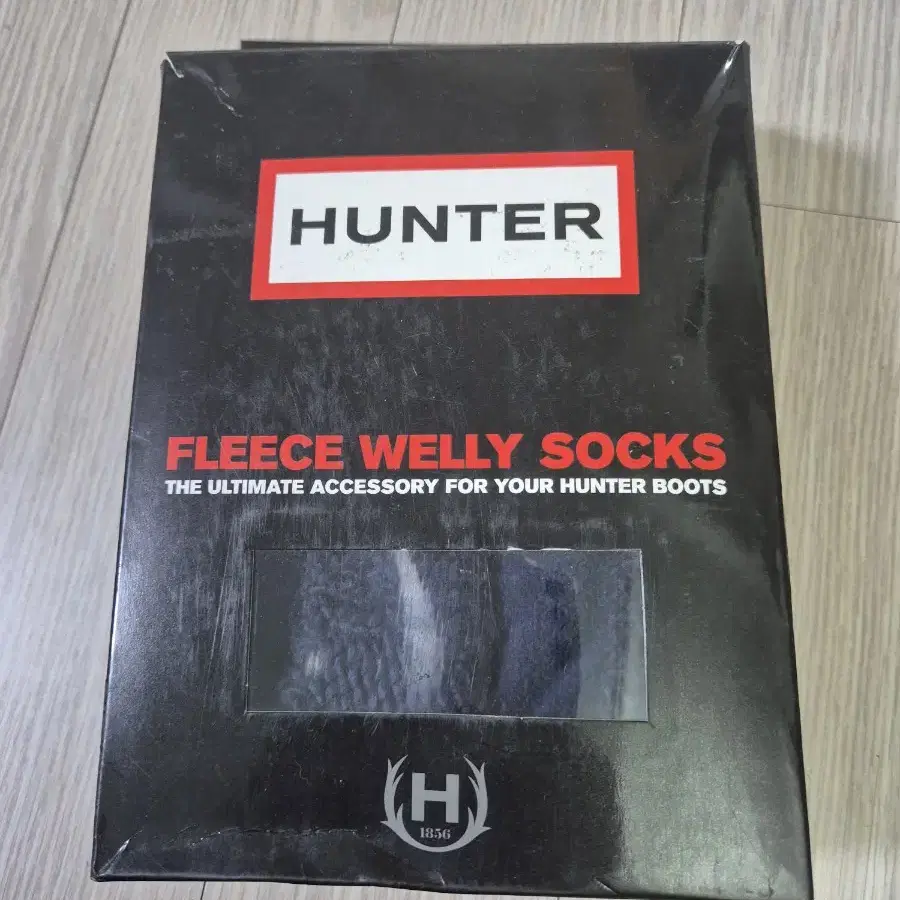 HUNTER
FLEECE WELLY SOCKS
THE ULTIMATE ACCESSORY FOR YOUR HUNTER BOOTS
H
1856